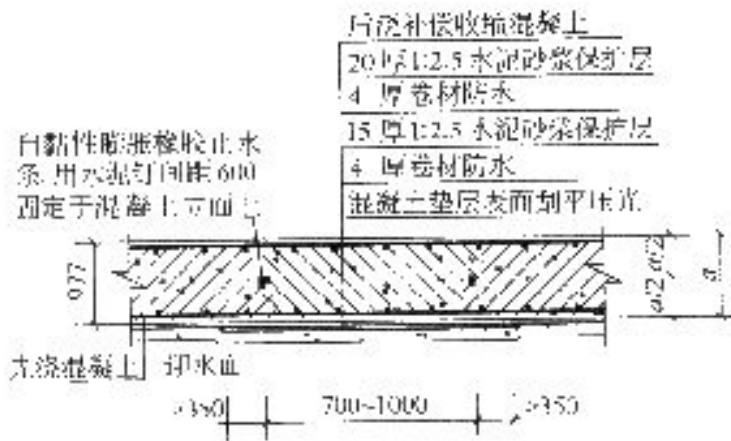 后浇补偿收缩混凝土
20 厚1:2.5 水泥砂浆保护层
4 厚卷材防水
15 厚1:2.5 水泥砂浆保护层
4 厚卷材防水
混凝土垫层表面刮平压光
自黏性膨胀橡胶止水
条,用水泥钉间距600
固定于混凝土立面上
977
a/2 a/2
a
先浇混凝土 迎水面
>350 700~1000 >350